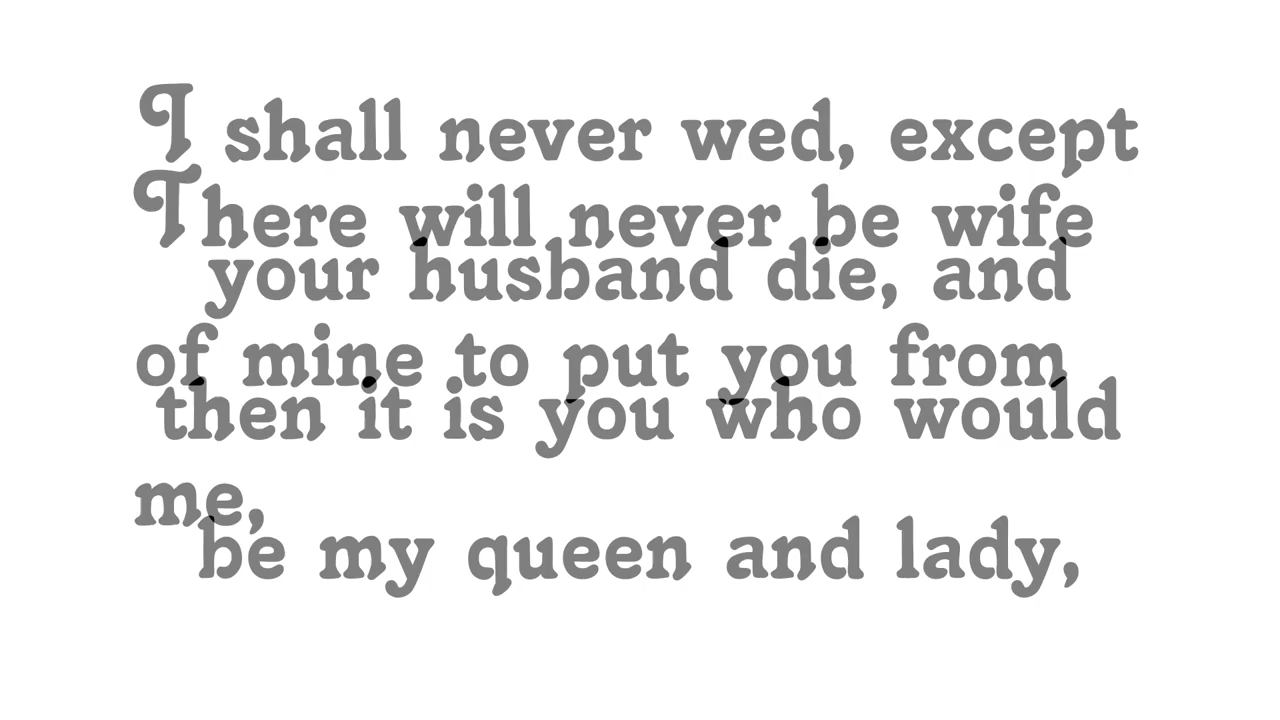 I shall never wed, except
your husband die, and
then it is you who would
be my queen and lady,
There will never be wife
of mine to put you from
me,